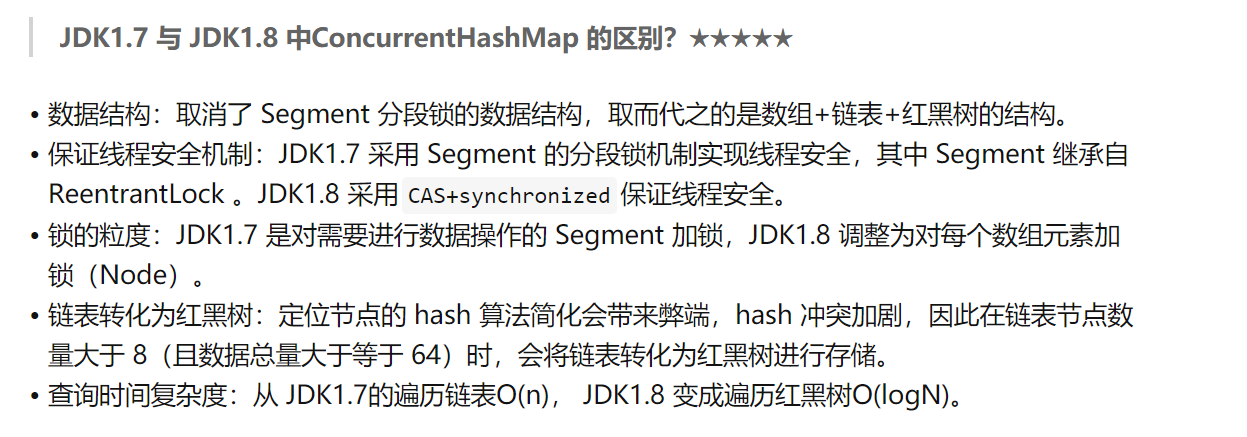 JDK1.7 与 JDK1.8 中ConcurrentHashMap 的区别？★★★★★
• 数据结构：取消了 Segment 分段锁的数据结构，取而代之的是数组+链表+红黑树的结构。
• 保证线程安全机制：JDK1.7 采用 Segment 的分段锁机制实现线程安全，其中 Segment 继承自
ReentrantLock 。JDK1.8 采用 CAS+synchronized 保证线程安全。
• 锁的粒度：JDK1.7 是对需要进行数据操作的 Segment 加锁，JDK1.8 调整为对每个数组元素加
锁（Node）。
• 链表转化为红黑树：定位节点的 hash 算法简化会带来弊端，hash 冲突加剧，因此在链表节点数
量大于 8（且数据总量大于等于 64）时，会将链表转化为红黑树进行存储。
• 查询时间复杂度：从 JDK1.7的遍历链表O(n)， JDK1.8 变成遍历红黑树O(logN)。